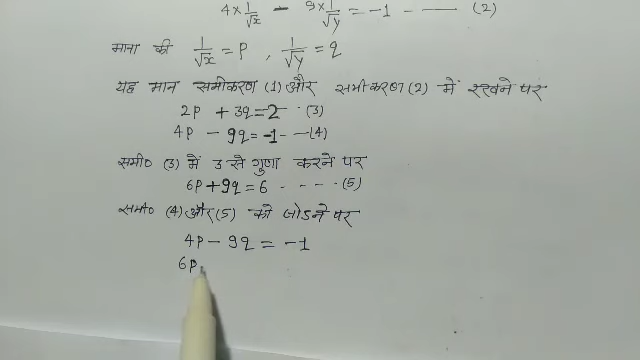 4×1/√x - 9×1/√y = -1 - —— (2)
माना की 1/√x = p , 1/√y = q
यह मान समीकरण (1) और समीकरण (2) में रखने पर
2p + 3q = 2 - - (3)
4p - 9q = -1 - — (4)
समी० (3) में 3 से गुणा करने पर
6p + 9q = 6 - - - - (5)
समी० (4) और (5) को जोडने पर
4p - 9q = -1
6p